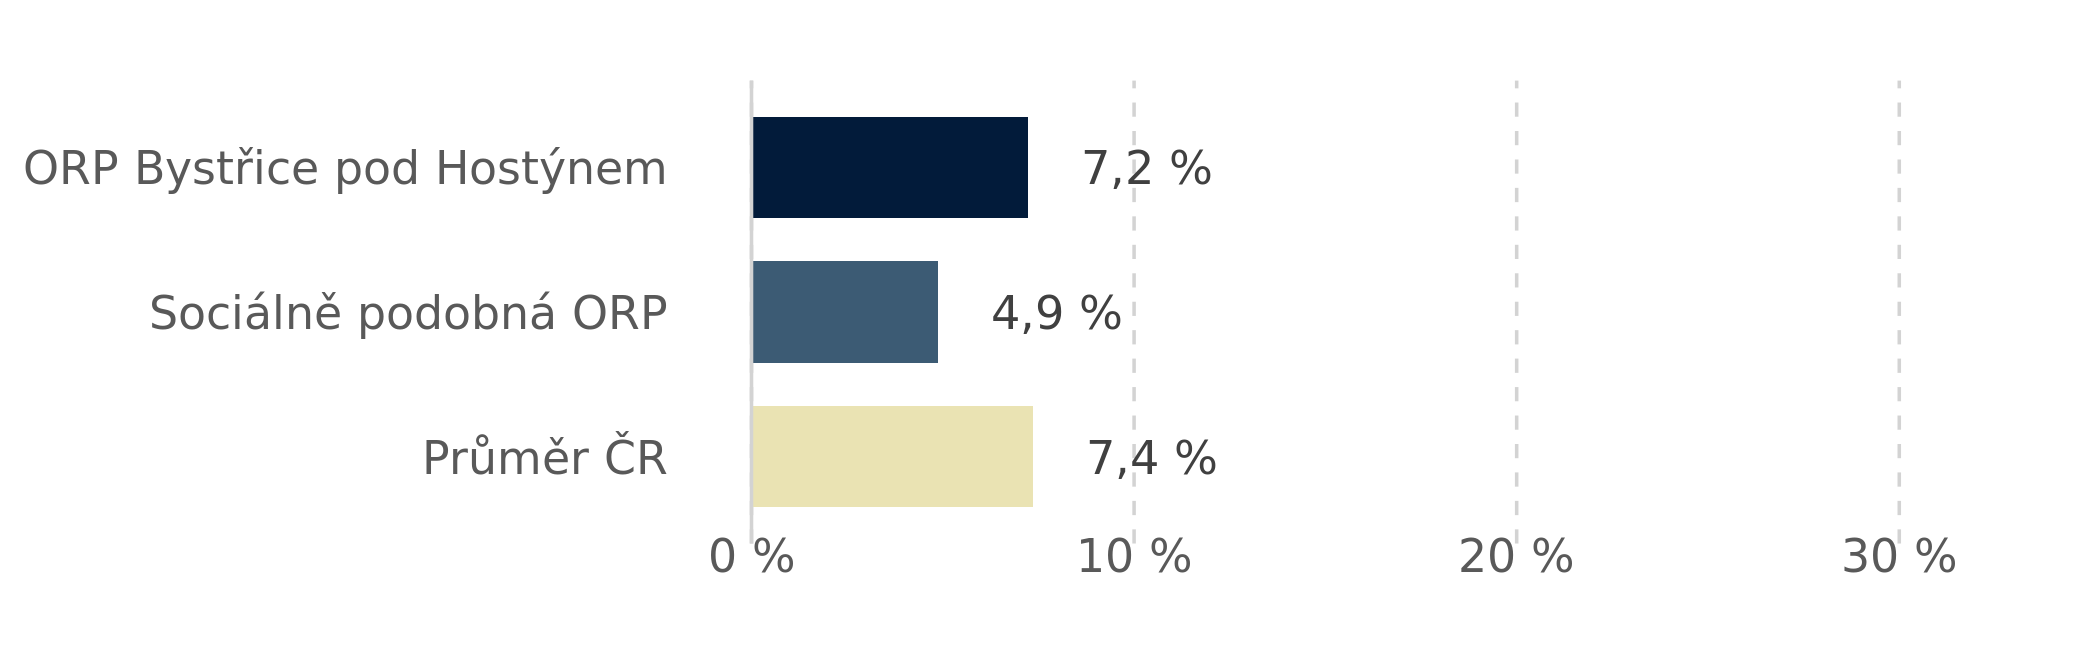 ORP Bystřice pod Hostýnem 7,2 %
Sociálně podobná ORP 4,9 %
Průměr ČR 7,4 %
0 % 10 % 20 % 30 %